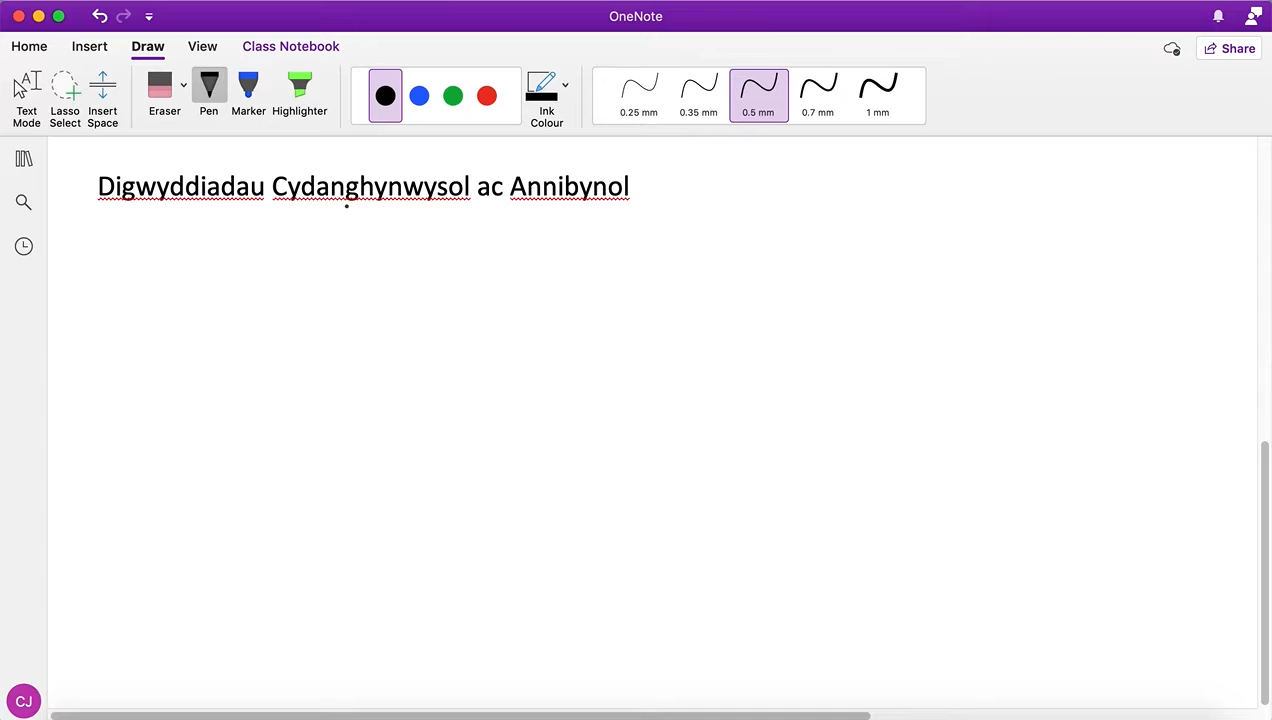 OneNote
Home Insert Draw View Class Notebook
Share
Text Mode
Lasso Select
Insert Space
Eraser
Pen
Marker
Highlighter
Ink Colour
0.25 mm
0.35 mm
0.5 mm
0.7 mm
1 mm
Digwyddiadau Cydanghynwysol ac Annibynol
CJ